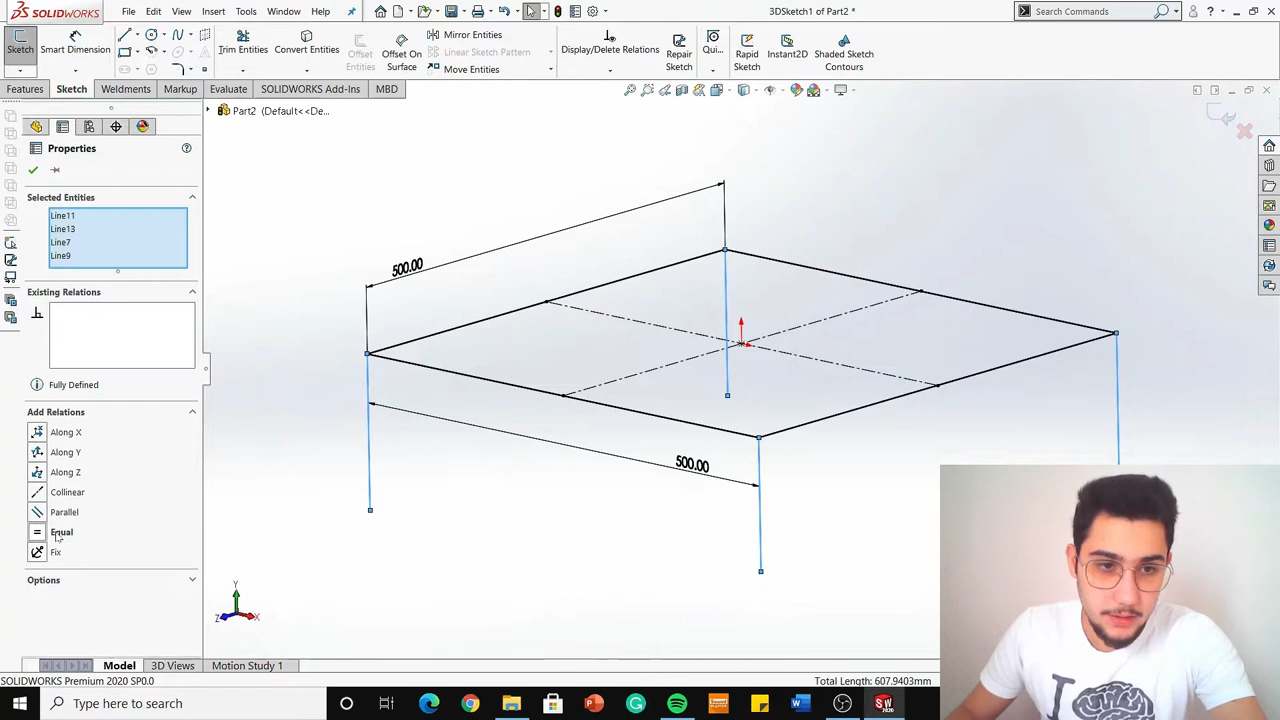 SOLIDWORKS File Edit View Insert Tools Window Help 3DSketch1 of Part2 * Search Commands
Sketch Smart Dimension Trim Entities Convert Entities Offset Entities Offset On Surface Mirror Entities Linear Sketch Pattern Move Entities Display/Delete Relations Repair Sketch Qui... Rapid Sketch Instant2D Shaded Sketch Contours
Features Sketch Weldments Markup Evaluate SOLIDWORKS Add-Ins MBD
Part2 (Default<<De...
Properties
Selected Entities
Line11
Line13
Line7
Line9
Existing Relations
Fully Defined
Add Relations
Along X
Along Y
Along Z
Collinear
Parallel
Equal
Fix
Options
500.00
500.00
Y
Z X
Model 3D Views Motion Study 1
SOLIDWORKS Premium 2020 SP0.0 Total Length: 607.9403mm
Type here to search
I